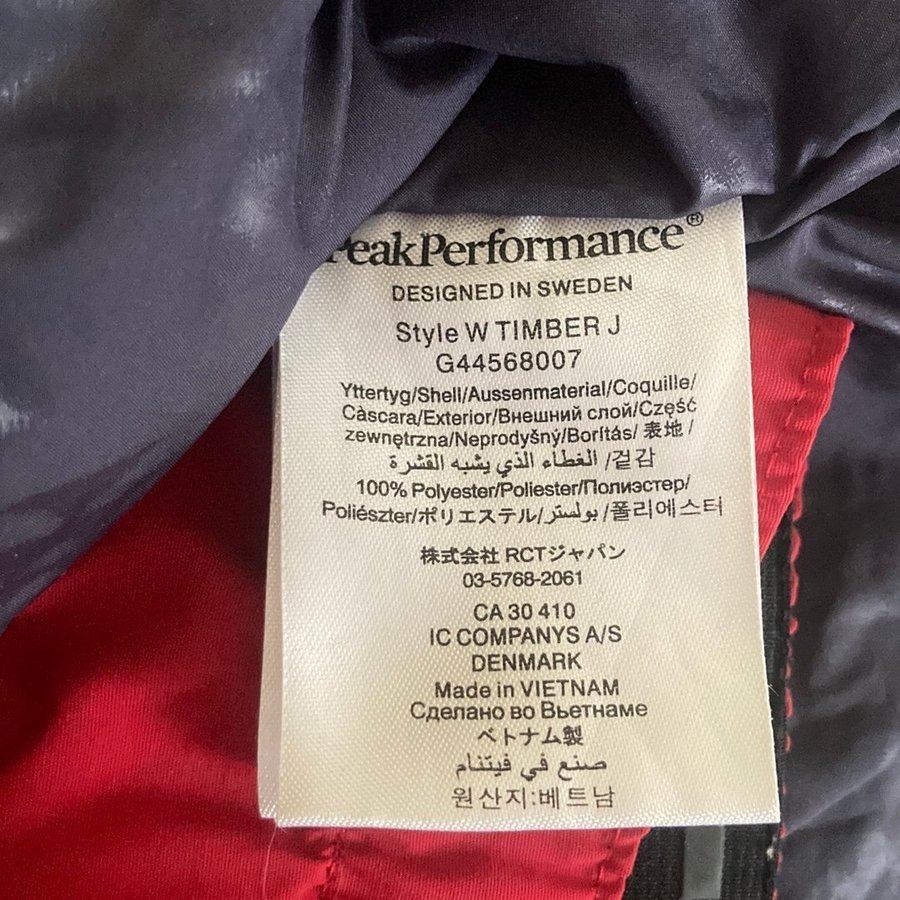 PeakPerformance®
DESIGNED IN SWEDEN
Style W TIMBER J
G44568007
Yttertyg/Shell/Aussenmaterial/Coquille/
Càscara/Exterior/Внешний слой/Część
zewnętrzna/Neprodyšný/Borítás/ 表地 /
الغطاء الذي يشبه القشرة /겉감
100% Polyester/Poliester/Полиэстер/
Poliészter/ポリエステル/بولستر /폴리에스터
株式会社 RCTジャパン
03-5768-2061
CA 30 410
IC COMPANYS A/S
DENMARK
Made in VIETNAM
Сделано во Вьетнаме
ベトナム製
صنع في فيتنام
원산지:베트남